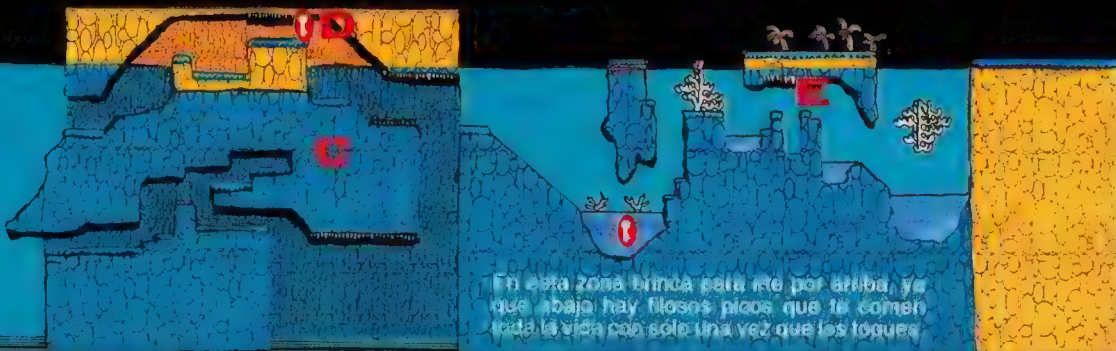 D
C
E
En esta zona brinca para irte por arriba, ya
que abajo hay filosos picos que te comen
toda la vida con solo una vez que los toques